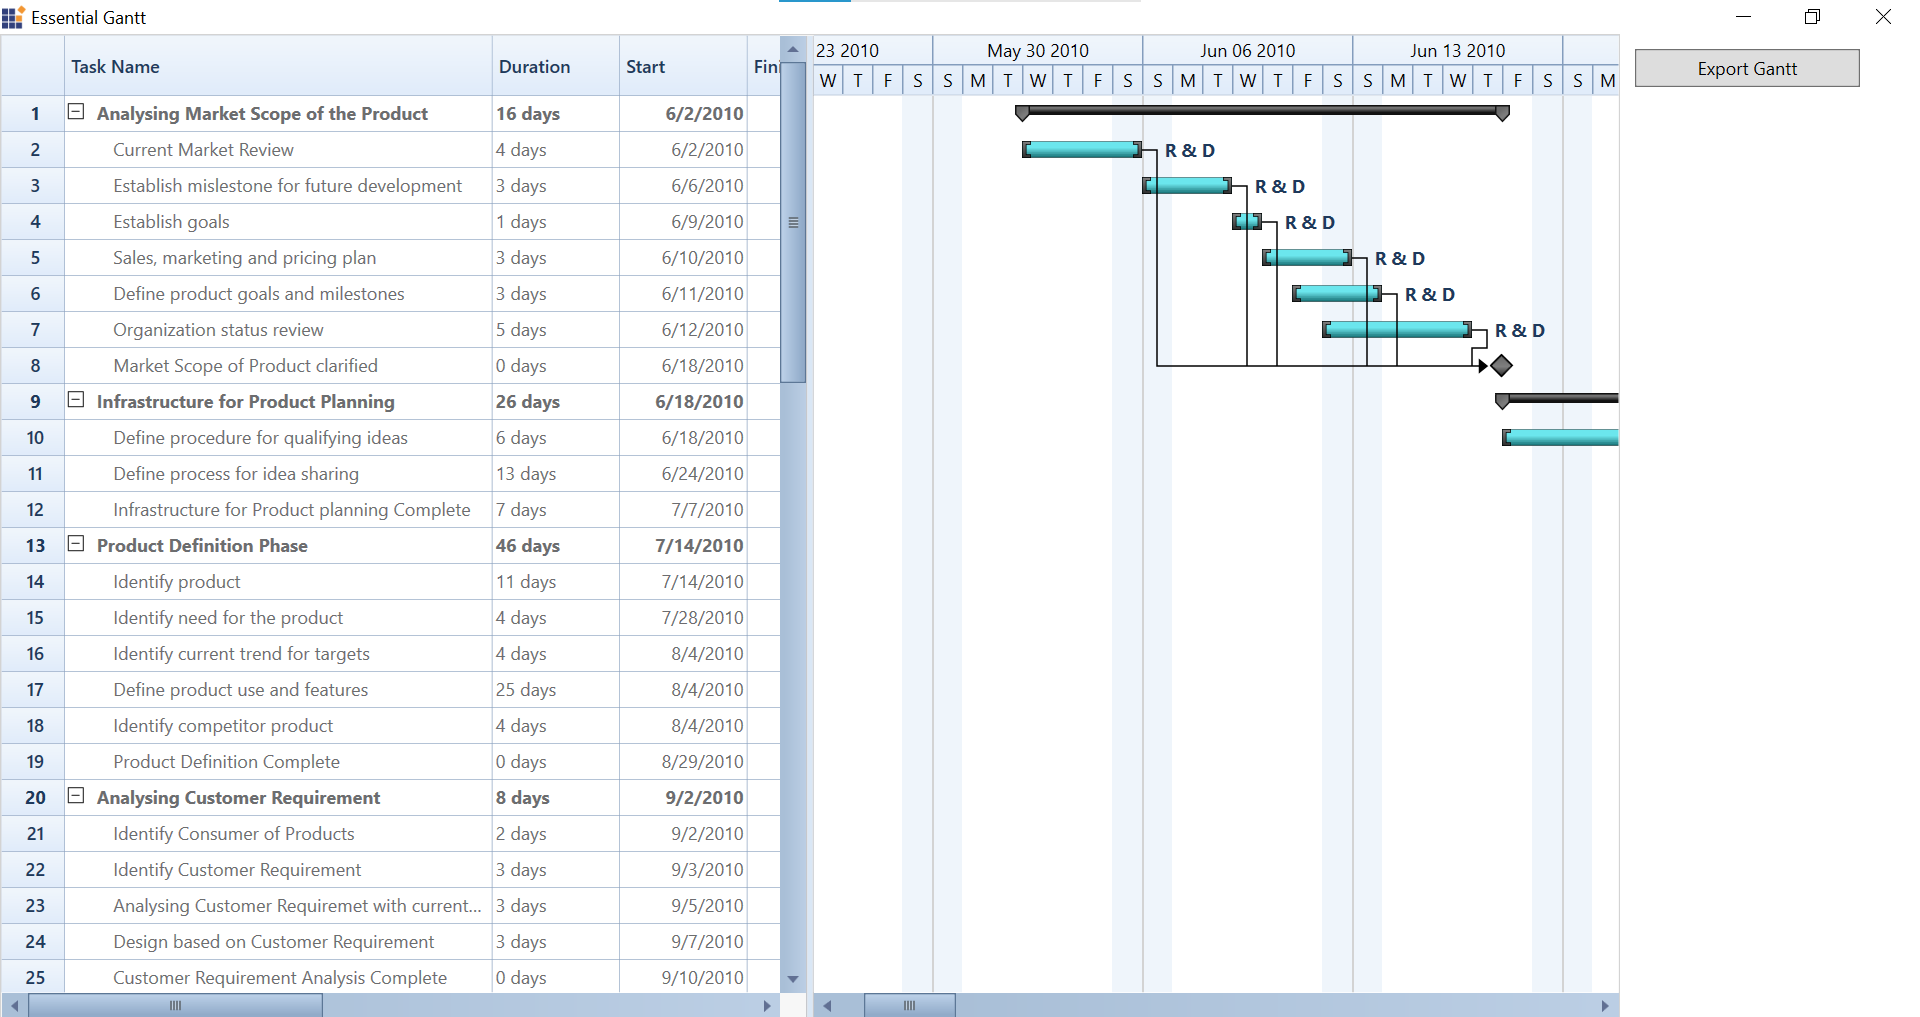 Essential Gantt
Task Name Duration Start Fini
23 2010 May 30 2010 Jun 06 2010 Jun 13 2010
W T F S S M T W T F S S M T W T F S S M T W T F S S M
Export Gantt
1 Analysing Market Scope of the Product 16 days 6/2/2010
2 Current Market Review 4 days 6/2/2010 R & D
3 Establish mislestone for future development 3 days 6/6/2010 R & D
4 Establish goals 1 days 6/9/2010 R & D
5 Sales, marketing and pricing plan 3 days 6/10/2010 R & D
6 Define product goals and milestones 3 days 6/11/2010 R & D
7 Organization status review 5 days 6/12/2010 R & D
8 Market Scope of Product clarified 0 days 6/18/2010
9 Infrastructure for Product Planning 26 days 6/18/2010
10 Define procedure for qualifying ideas 6 days 6/18/2010
11 Define process for idea sharing 13 days 6/24/2010
12 Infrastructure for Product planning Complete 7 days 7/7/2010
13 Product Definition Phase 46 days 7/14/2010
14 Identify product 11 days 7/14/2010
15 Identify need for the product 4 days 7/28/2010
16 Identify current trend for targets 4 days 8/4/2010
17 Define product use and features 25 days 8/4/2010
18 Identify competitor product 4 days 8/4/2010
19 Product Definition Complete 0 days 8/29/2010
20 Analysing Customer Requirement 8 days 9/2/2010
21 Identify Consumer of Products 2 days 9/2/2010
22 Identify Customer Requirement 3 days 9/3/2010
23 Analysing Customer Requiremet with current... 3 days 9/5/2010
24 Design based on Customer Requirement 3 days 9/7/2010
25 Customer Requirement Analysis Complete 0 days 9/10/2010